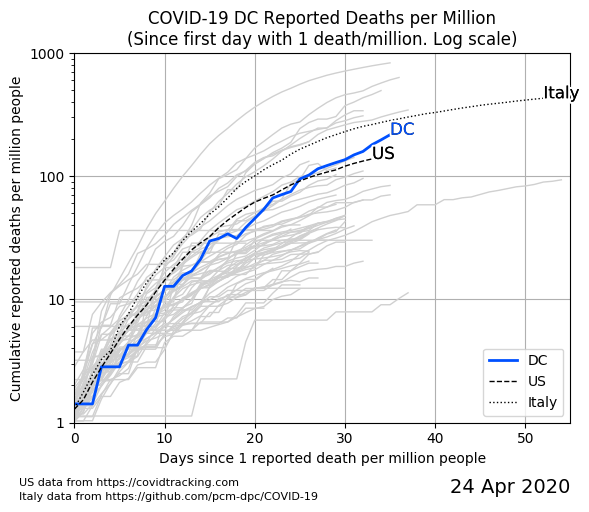 COVID-19 DC Reported Deaths per Million
(Since first day with 1 death/million. Log scale)
1000
100
10
1
Cumulative reported deaths per million people
Italy
DC
US
DC
US
Italy
0
10
20
30
40
50
Days since 1 reported death per million people
US data from https://covidtracking.com
Italy data from https://github.com/pcm-dpc/COVID-19
24 Apr 2020